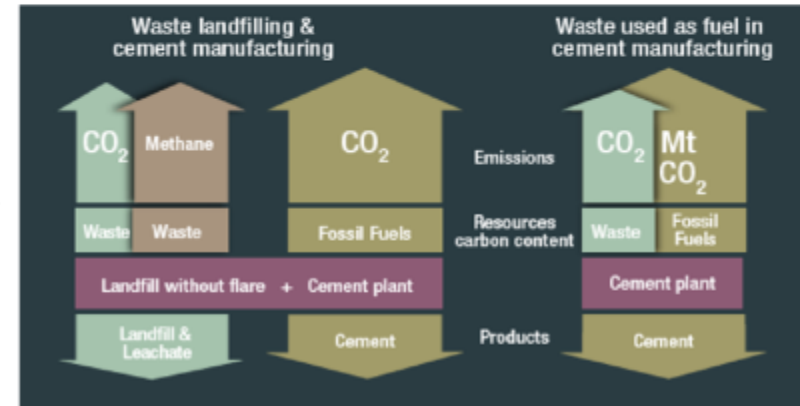 Waste landfilling &
cement manufacturing
Waste used as fuel in
cement manufacturing
CO2
Methane
CO2
Emissions
CO2
Mt
CO2
Waste
Waste
Fossil Fuels
Resources
carbon content
Waste
Fossil
Fuels
Landfill without flare + Cement plant
Cement plant
Landfill &
Leachate
Cement
Products
Cement